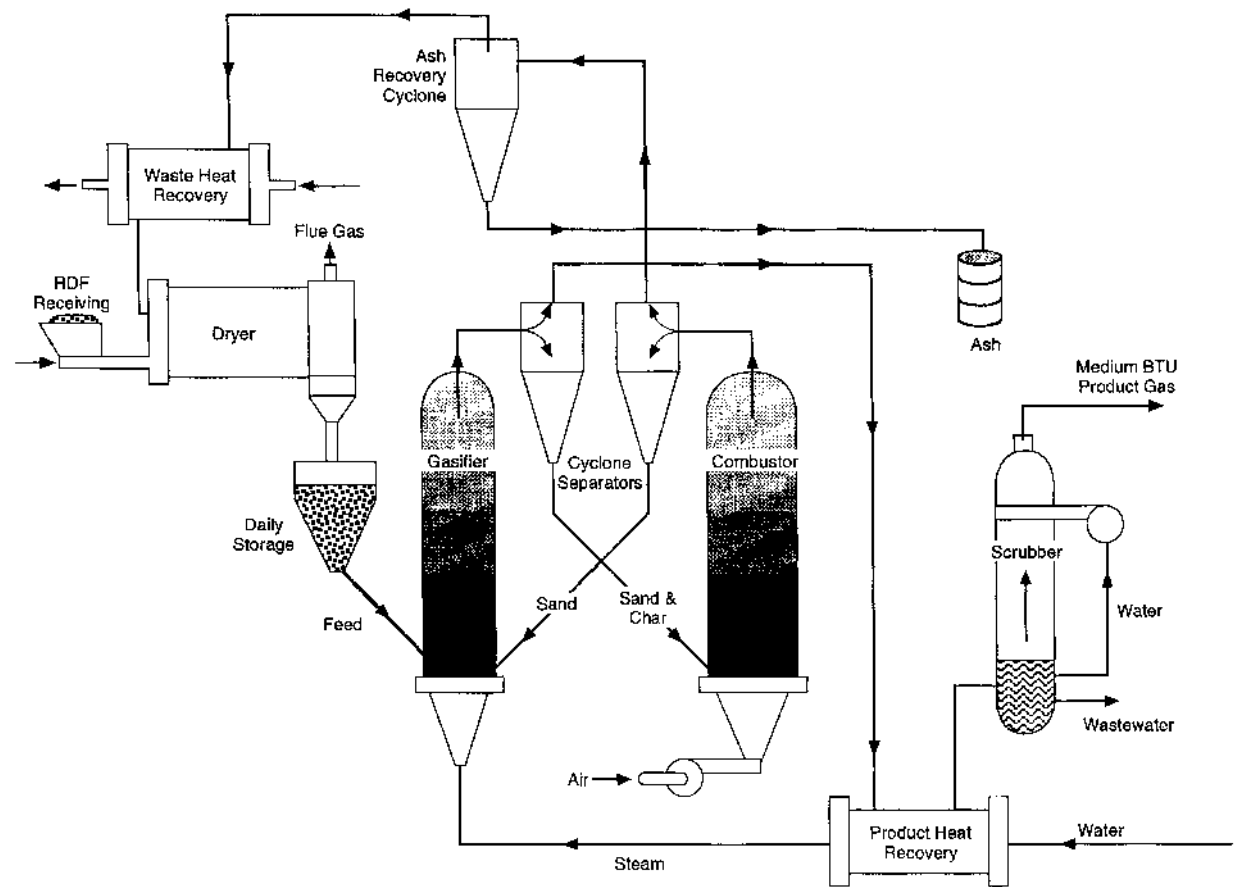 Ash
Recovery
Cyclone
Waste Heat
Recovery
Flue Gas
RDF
Receiving
Dryer
Ash
Medium BTU
Product Gas
Gasifier
Cyclone
Separators
Combustor
Daily
Storage
Scrubber
Feed
Sand
Sand &
Char
Water
Wastewater
Air
Product Heat
Recovery
Water
Steam